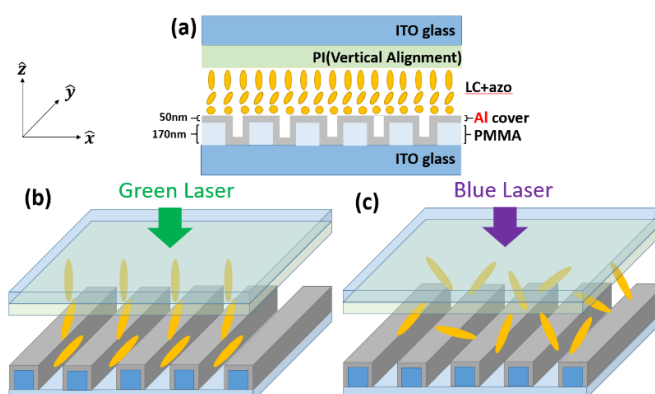 (a)
ITO glass
PI(Vertical Alignment)
LC+azo
50nm
Al cover
170nm
PMMA
ITO glass
ẑ
ŷ
x̂
(b)
Green Laser
(c)
Blue Laser